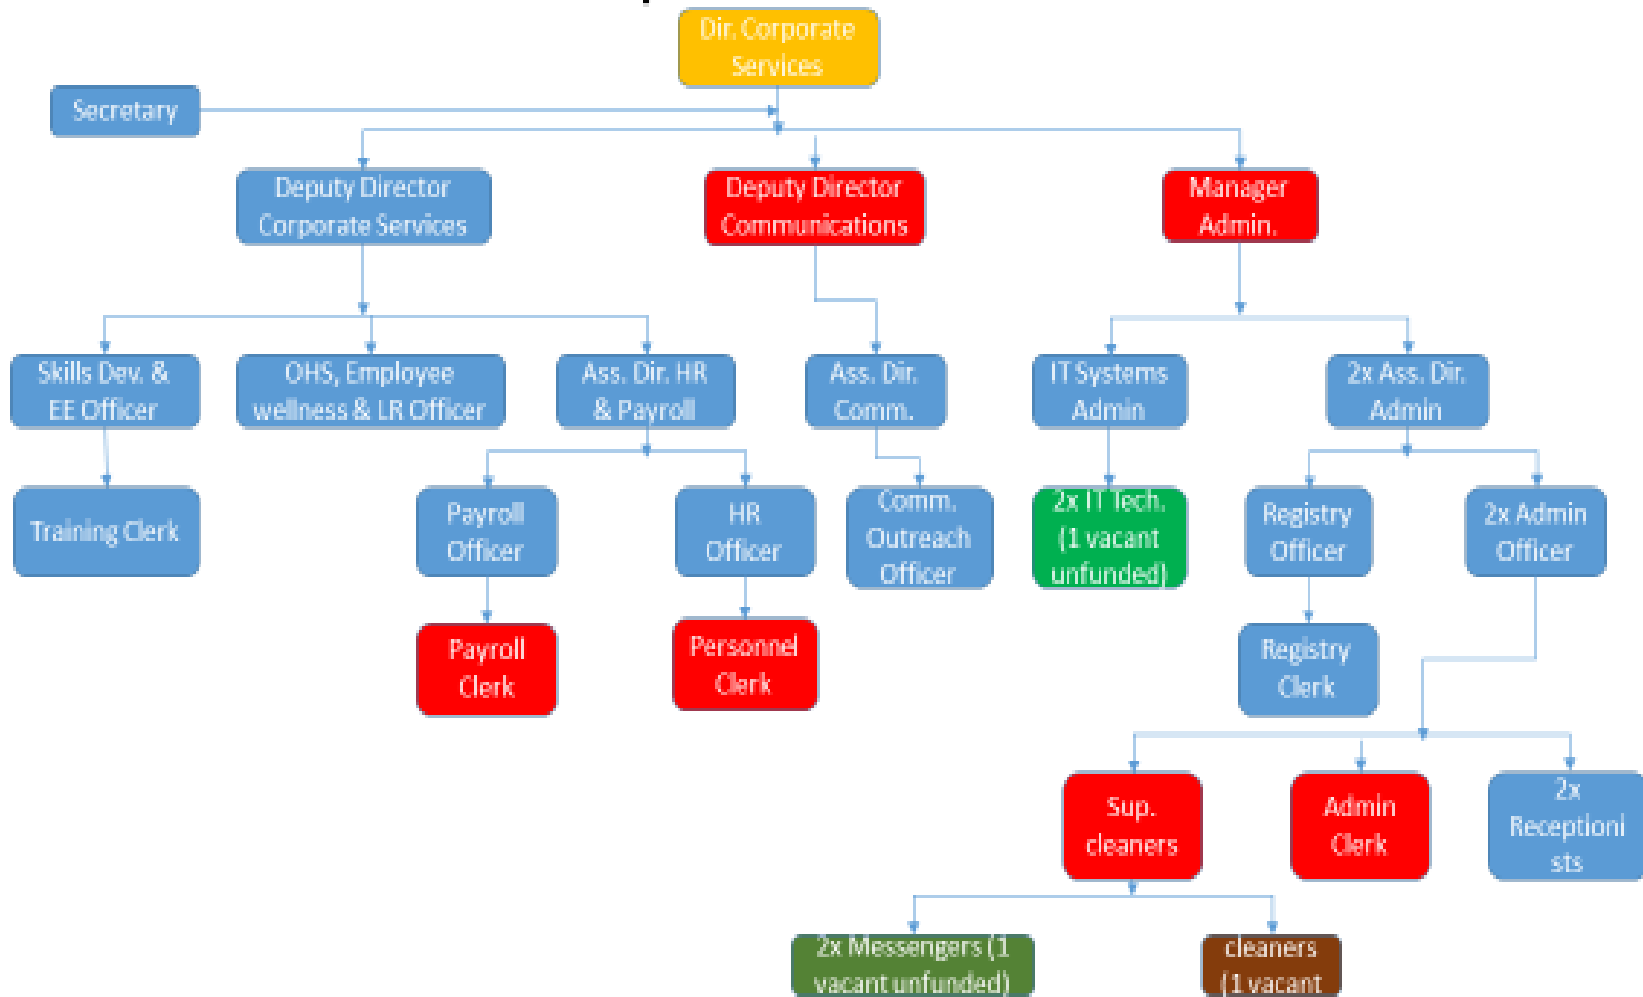 Dir. Corporate
Services
Secretary
Deputy Director
Corporate Services
Deputy Director
Communications
Manager
Admin.
Skills Dev. &
EE Officer
OHS, Employee
wellness & LR Officer
Ass. Dir. HR
& Payroll
Ass. Dir.
Comm.
IT Systems
Admin
2x Ass. Dir.
Admin
Training Clerk
Payroll
Officer
HR
Officer
Comm.
Outreach
Officer
2x IT Tech.
(1 vacant
unfunded)
Registry
Officer
2x Admin
Officer
Payroll
Clerk
Personnel
Clerk
Registry
Clerk
Sup.
cleaners
Admin
Clerk
2x
Receptioni
sts
2x Messengers (1
vacant unfunded)
cleaners
(1 vacant